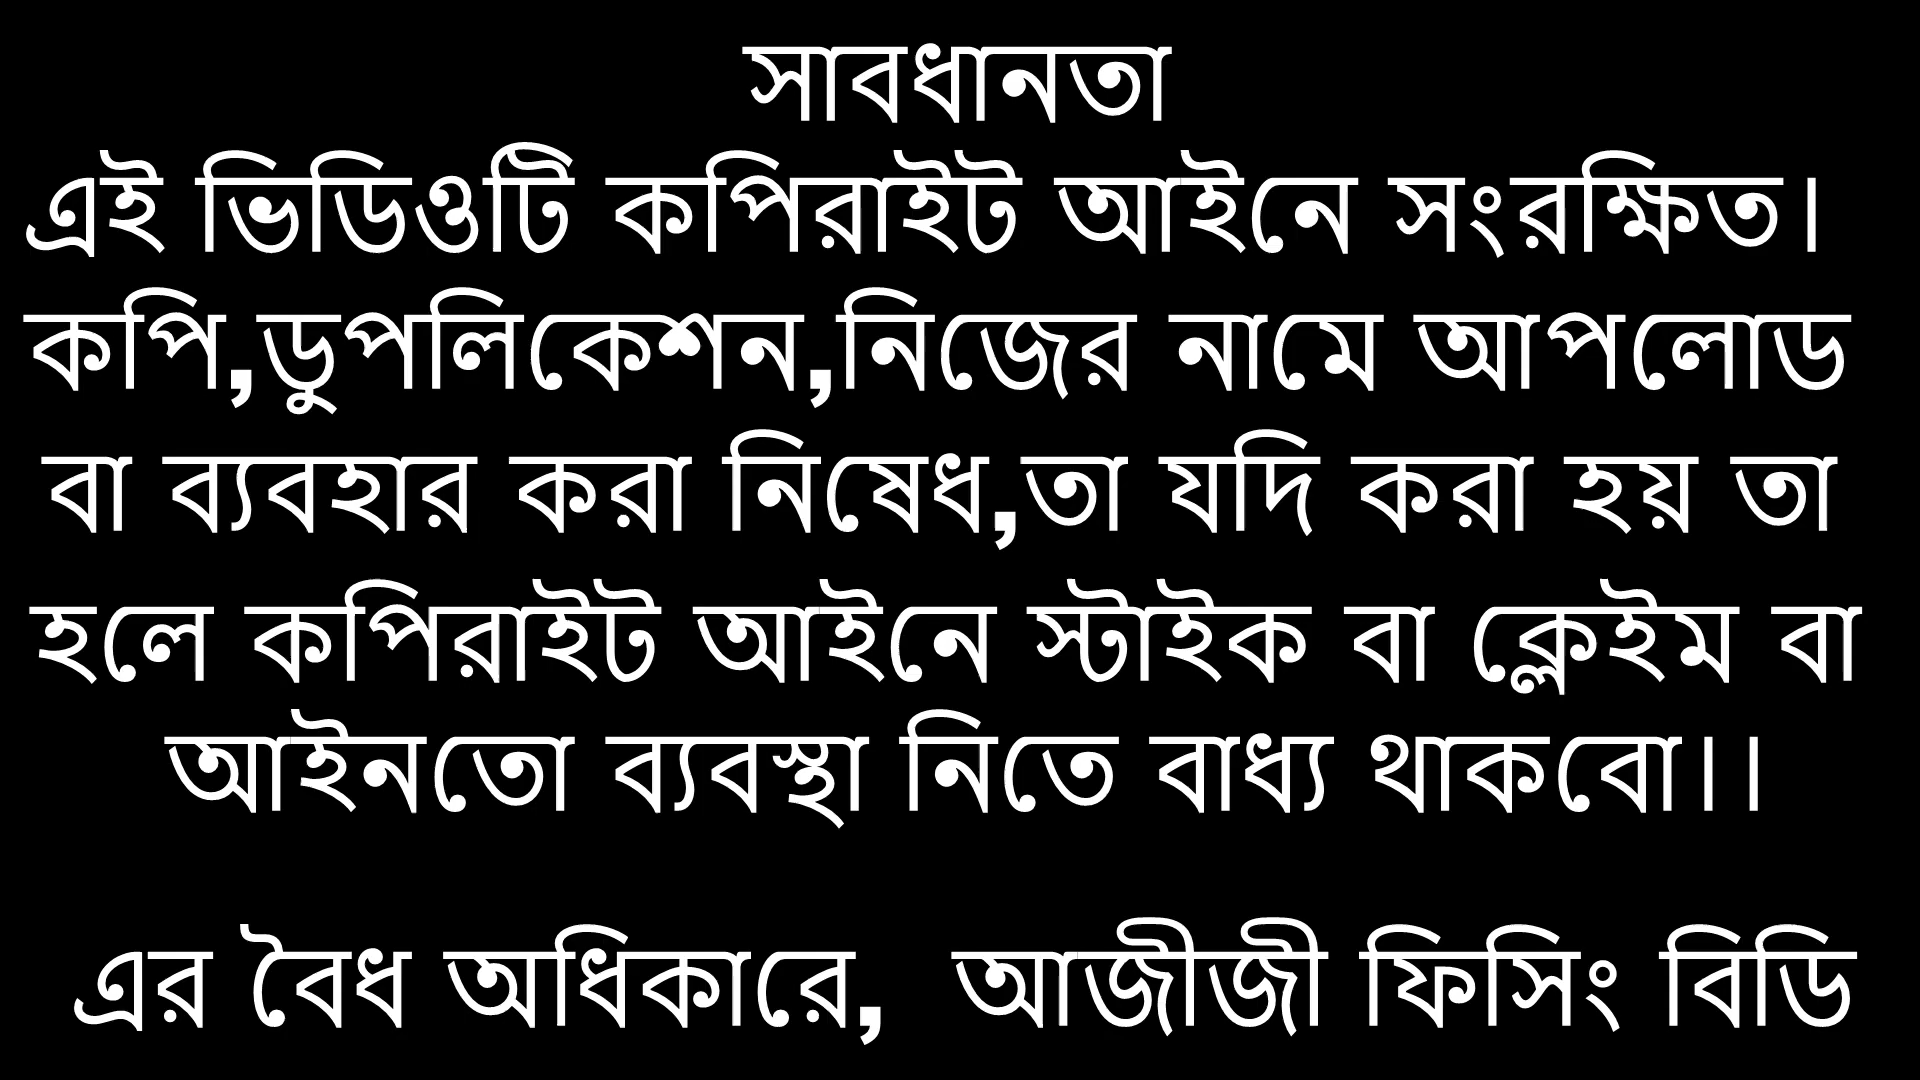 সাবধানতা
এই ভিডিওটি কপিরাইট আইনে সংরক্ষিত।
কপি,ডুপলিকেশন,নিজের নামে আপলোড
বা ব্যবহার করা নিষেধ,তা যদি করা হয় তা
হলে কপিরাইট আইনে স্টাইক বা ক্লেইম বা
আইনতো ব্যবস্থা নিতে বাধ্য থাকবো।।
এর বৈধ অধিকারে, আজীজী ফিসিং বিডি